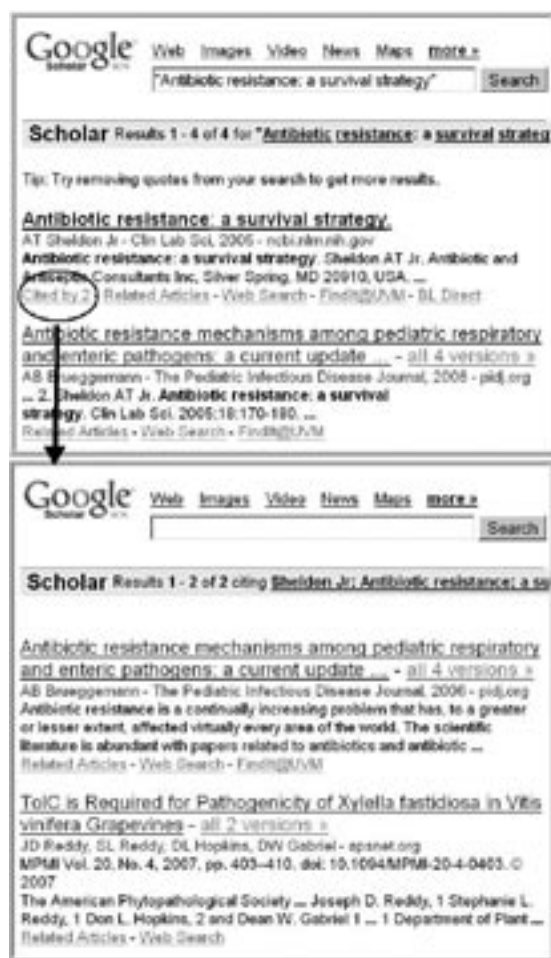 Google
Scholar BETA
Web Images Video News Maps more »
"Antibiotic resistance: a survival strategy"
Search
Scholar Results 1 - 4 of 4 for "Antibiotic resistance: a survival strateg
Tip: Try removing quotes from your search to get more results.
Antibiotic resistance: a survival strategy.
AT Sheldon Jr - Clin Lab Sci, 2005 - ncbi.nlm.nih.gov
Antibiotic resistance: a survival strategy. Sheldon AT Jr. Antibiotic and
Antiseptic Consultants Inc, Silver Spring, MD 20910, USA. ...
Cited by 2 - Related Articles - Web Search - FindIt@UVM - BL Direct
Antibiotic resistance mechanisms among pediatric respiratory
and enteric pathogens: a current update ... - all 4 versions »
AB Brueggemann - The Pediatric Infectious Disease Journal, 2006 - pidj.org
... 2. Sheldon AT Jr. Antibiotic resistance: a survival
strategy. Clin Lab Sci. 2005;18:170-180. ...
Related Articles - Web Search - FindIt@UVM
Google
Scholar BETA
Web Images Video News Maps more »
Search
Scholar Results 1 - 2 of 2 citing Sheldon Jr: Antibiotic resistance: a su
Antibiotic resistance mechanisms among pediatric respiratory
and enteric pathogens: a current update ... - all 4 versions »
AB Brueggemann - The Pediatric Infectious Disease Journal, 2006 - pidj.org
Antibiotic resistance is a continually increasing problem that has, to a greater
or lesser extent, affected virtually every area of the world. The scientific
literature is abundant with papers related to antibiotics and antibiotic ...
Related Articles - Web Search - FindIt@UVM
TolC is Required for Pathogenicity of Xylella fastidiosa in Vitis
vinifera Grapevines - all 2 versions »
JD Reddy, SL Reddy, DL Hopkins, DW Gabriel - apsnet.org
MPMI Vol. 20, No. 4, 2007, pp. 403–410. doi: 10.1094/MPMI-20-4-0403. ©
2007
The American Phytopathological Society ... Joseph D. Reddy, 1 Stephanie L.
Reddy, 1 Don L. Hopkins, 2 and Dean W. Gabriel 1 ... 1 Department of Plant ...
Related Articles - Web Search